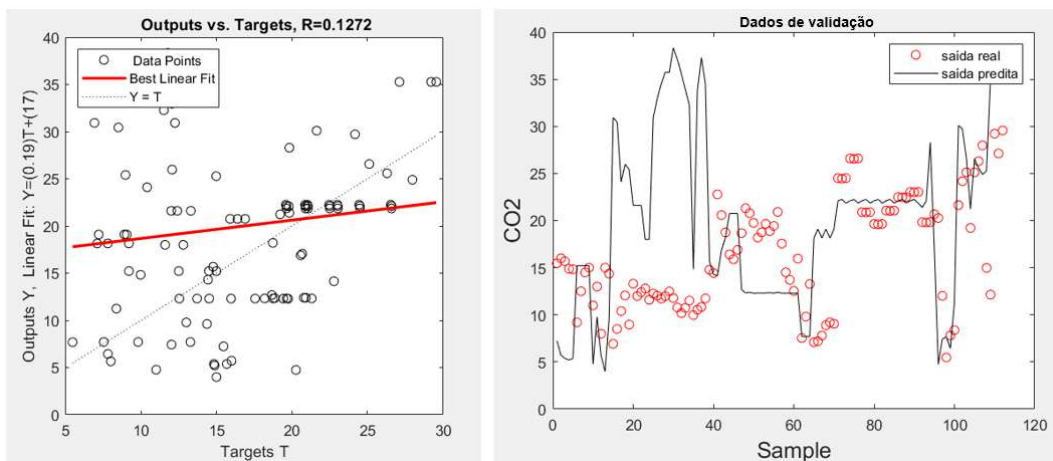 Outputs vs. Targets, R=0.1272
Outputs Y, Linear Fit: Y=(0.19)T+(17)
40
35
30
25
20
15
10
5
0
Data Points
Best Linear Fit
Y = T
5
10
15
20
25
30
Targets T
Dados de validação
CO2
40
35
30
25
20
15
10
5
0
saída real
saída predita
0
20
40
60
80
100
120
Sample